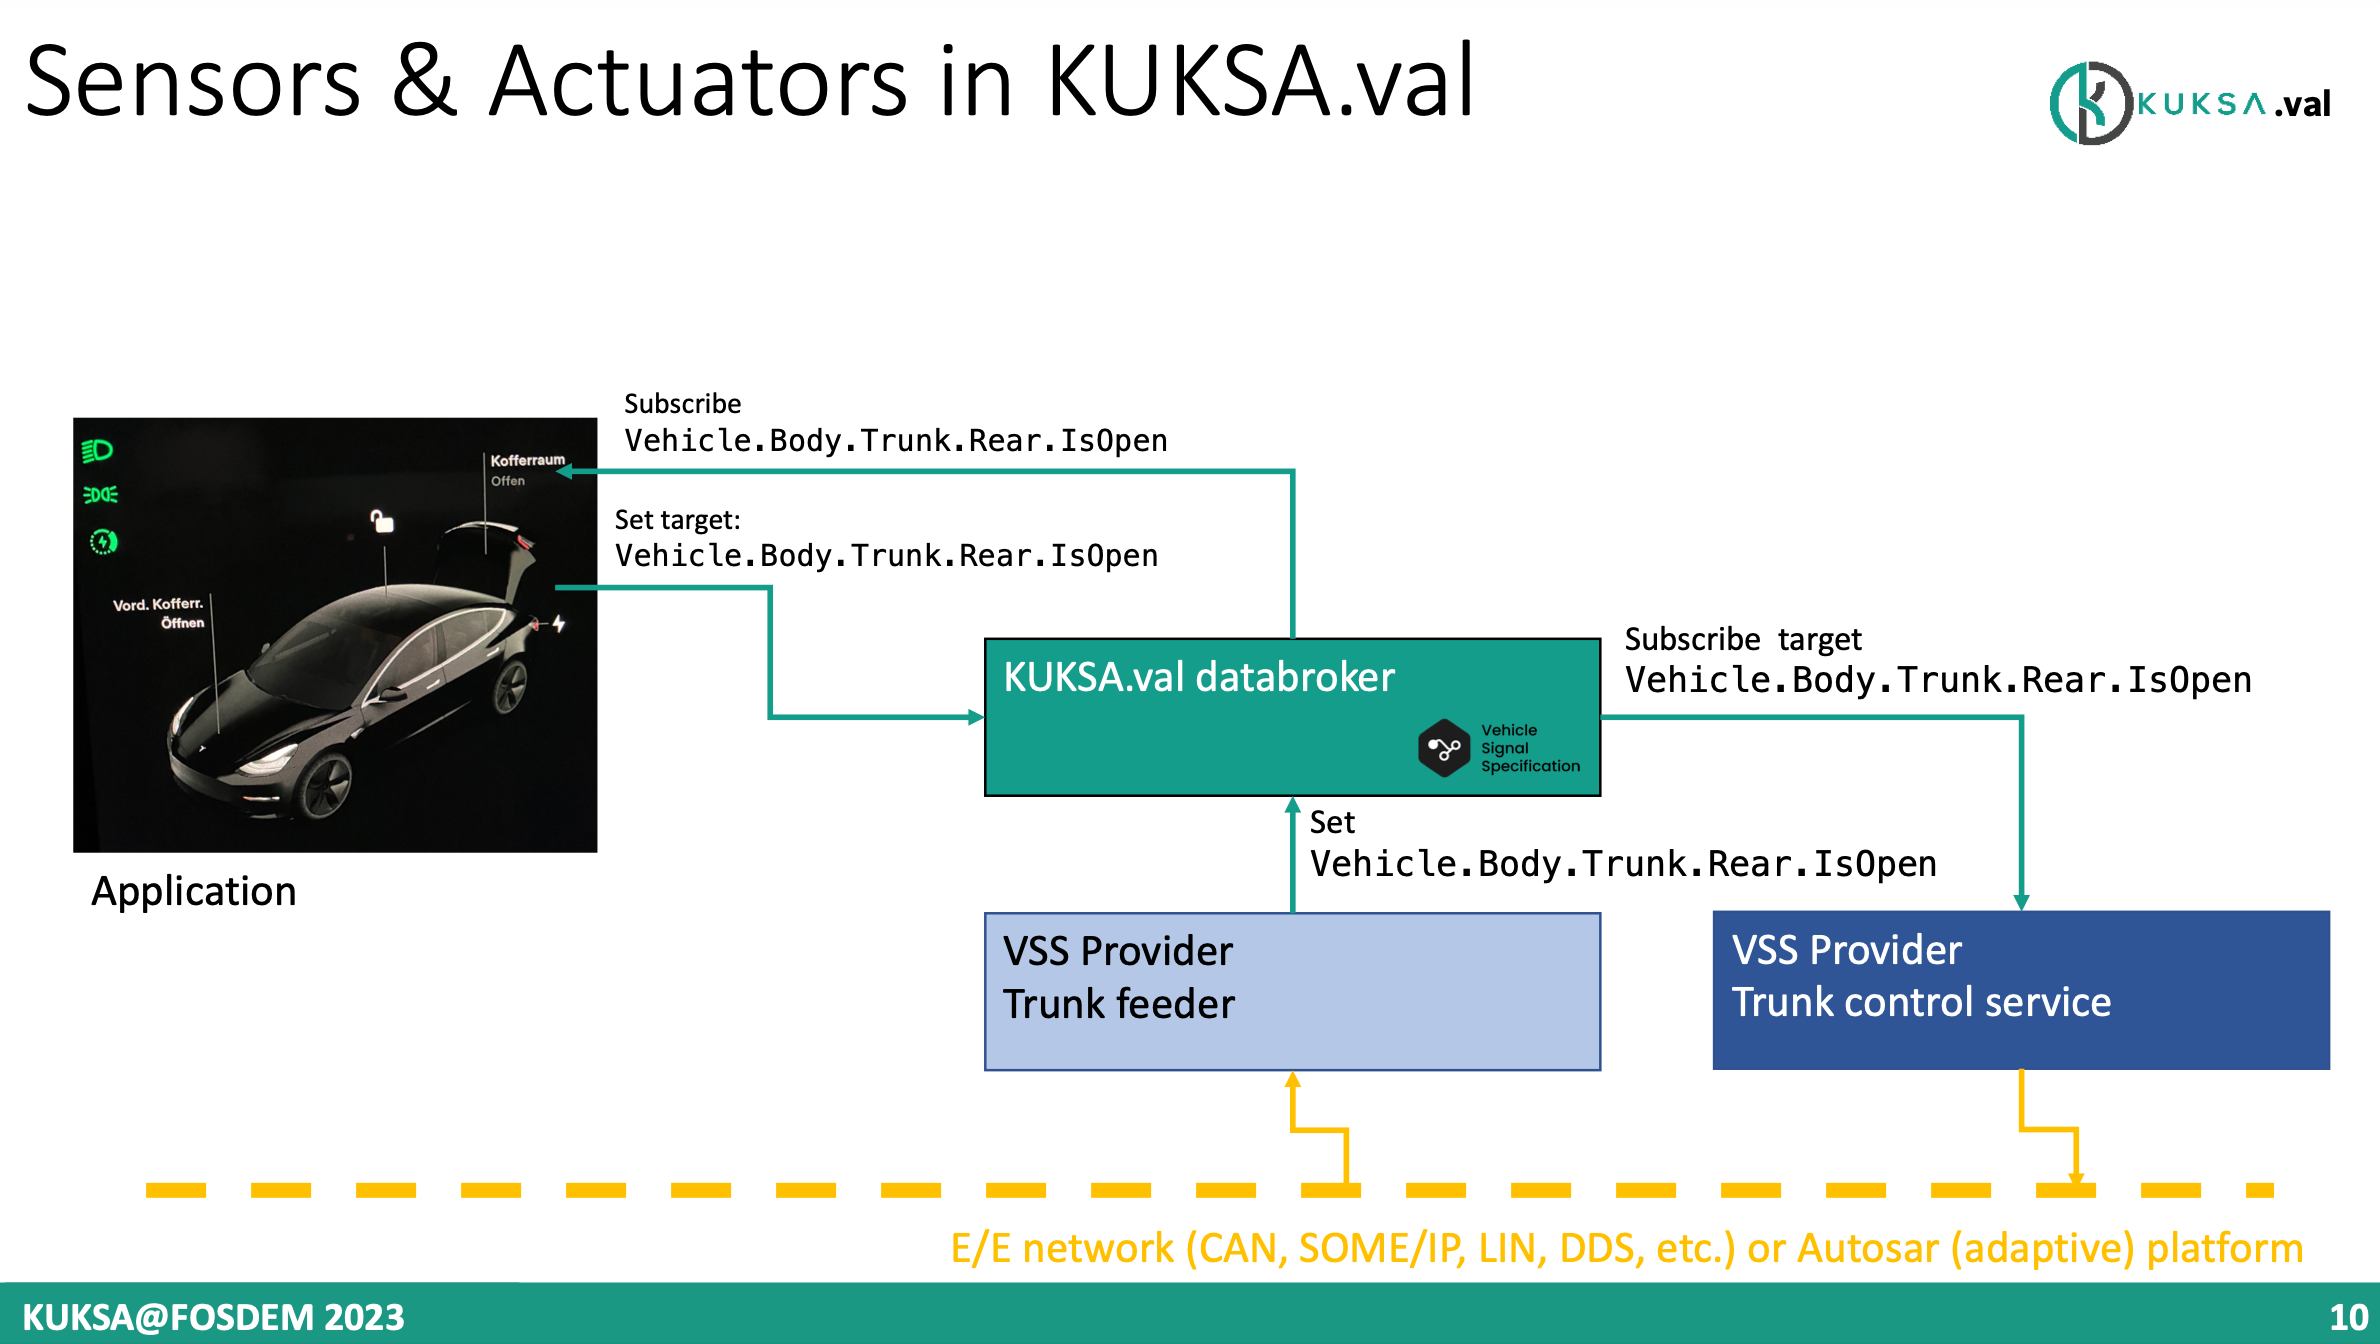 Sensors & Actuators in KUKSA.val
KUKSA .val
Subscribe
Vehicle.Body.Trunk.Rear.IsOpen
Kofferraum
Offen
Set target:
Vehicle.Body.Trunk.Rear.IsOpen
Vord. Kofferr.
Öffnen
Application
KUKSA.val databroker
Vehicle
Signal
Specification
Subscribe target
Vehicle.Body.Trunk.Rear.IsOpen
Set
Vehicle.Body.Trunk.Rear.IsOpen
VSS Provider
Trunk feeder
VSS Provider
Trunk control service
E/E network (CAN, SOME/IP, LIN, DDS, etc.) or Autosar (adaptive) platform
KUKSA@FOSDEM 2023
10